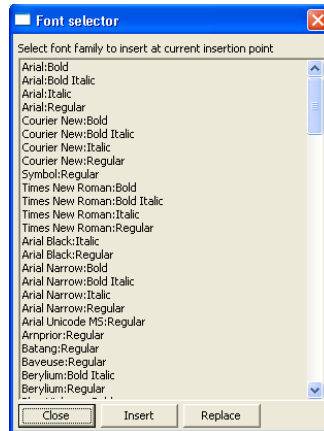 Font selector
Select font family to insert at current insertion point
Arial:Bold
Arial:Bold Italic
Arial:Italic
Arial:Regular
Courier New:Bold
Courier New:Bold Italic
Courier New:Italic
Courier New:Regular
Symbol:Regular
Times New Roman:Bold
Times New Roman:Bold Italic
Times New Roman:Italic
Times New Roman:Regular
Arial Black:Italic
Arial Black:Regular
Arial Narrow:Bold
Arial Narrow:Bold Italic
Arial Narrow:Italic
Arial Narrow:Regular
Arial Unicode MS:Regular
Arnprior:Regular
Batang:Regular
Baveuse:Regular
Berylium:Bold Italic
Berylium:Regular
Close Insert Replace